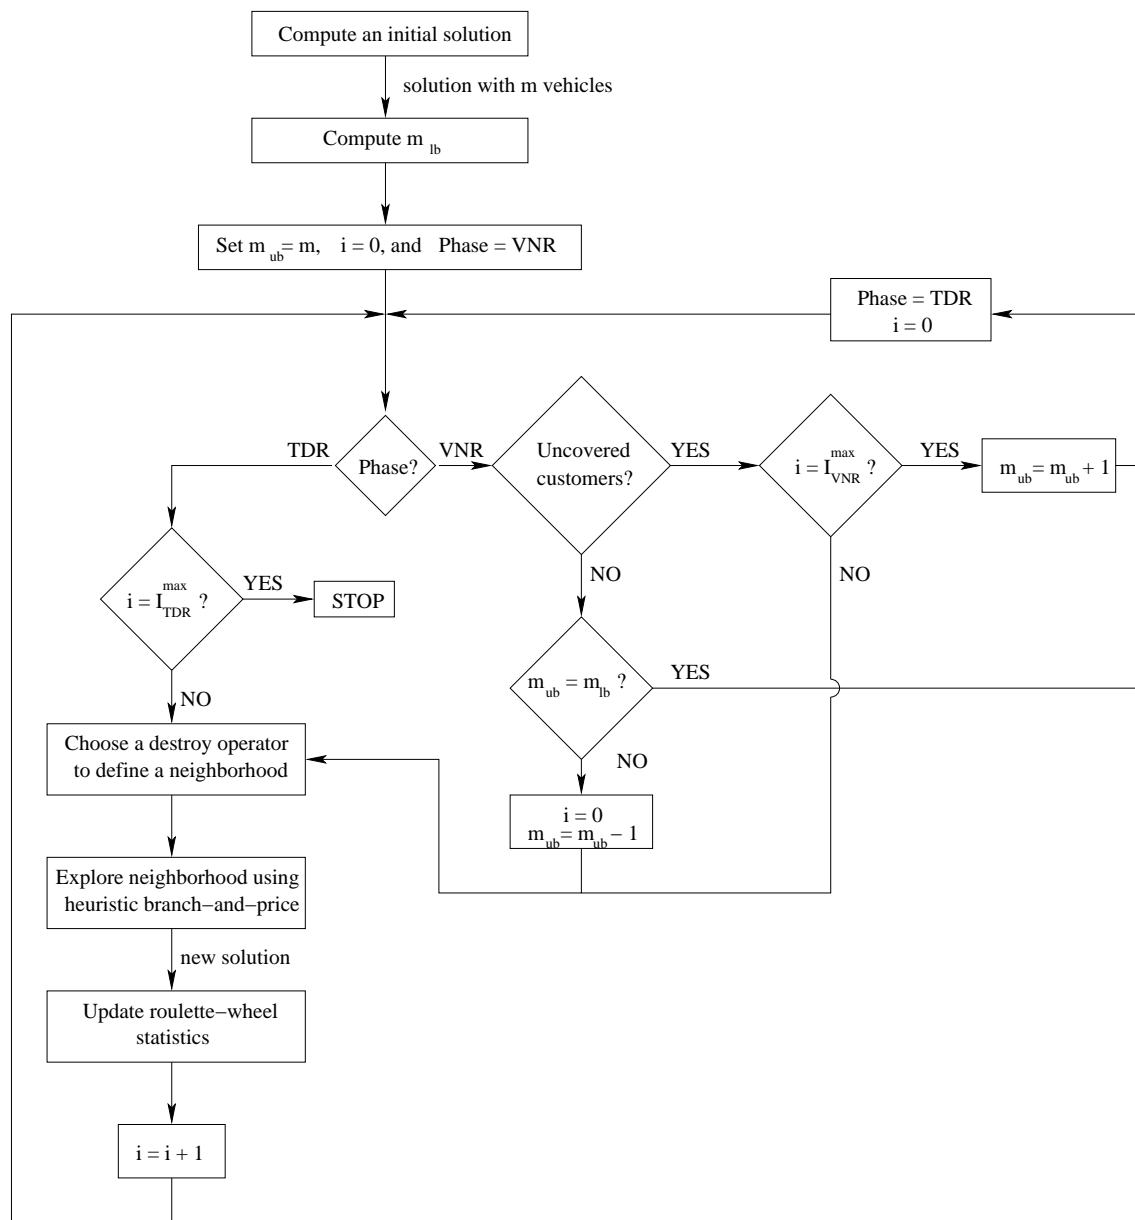 Compute an initial solution
solution with m vehicles
Compute m lb
Set m ub = m, i = 0, and Phase = VNR
Phase = TDR
i = 0
TDR
Phase?
VNR
Uncovered
customers?
YES
i = I max VNR ?
YES
m ub = m ub + 1
NO
NO
i = I max TDR ?
YES
STOP
m ub = m lb ?
YES
NO
Choose a destroy operator
to define a neighborhood
NO
i = 0
m ub = m ub − 1
Explore neighborhood using
heuristic branch−and−price
new solution
Update roulette−wheel
statistics
i = i + 1